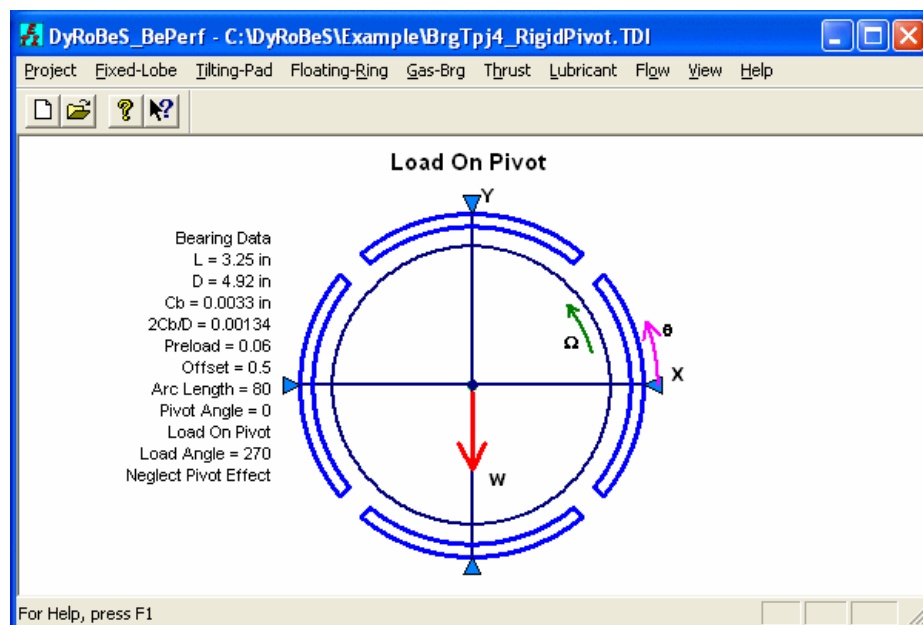 DyRoBeS_BePerf - C:\DyRoBeS\Example\BrgTpj4_RigidPivot.TDI
Project Fixed-Lobe Tilting-Pad Floating-Ring Gas-Brg Thrust Lubricant Flow View Help
Load On Pivot
Y
Bearing Data
L = 3.25 in
D = 4.92 in
Cb = 0.0033 in
2Cb/D = 0.00134
Preload = 0.06
Offset = 0.5
Arc Length = 80
Pivot Angle = 0
Load On Pivot
Load Angle = 270
Neglect Pivot Effect
Ω
θ
X
W
For Help, press F1